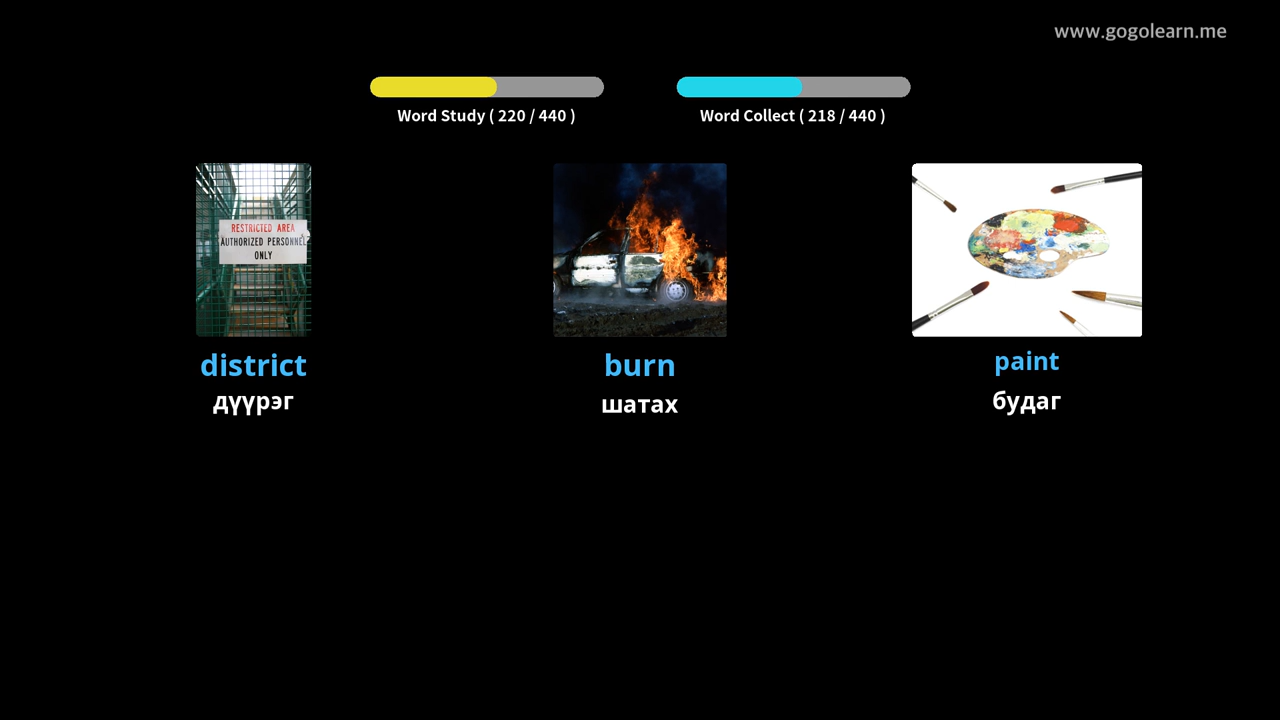 www.gogolearn.me
Word Study ( 220 / 440 )
Word Collect ( 218 / 440 )
RESTRICTED AREA
AUTHORIZED PERSONNEL
ONLY
district
burn
paint
дүүрэг
шатах
будаг